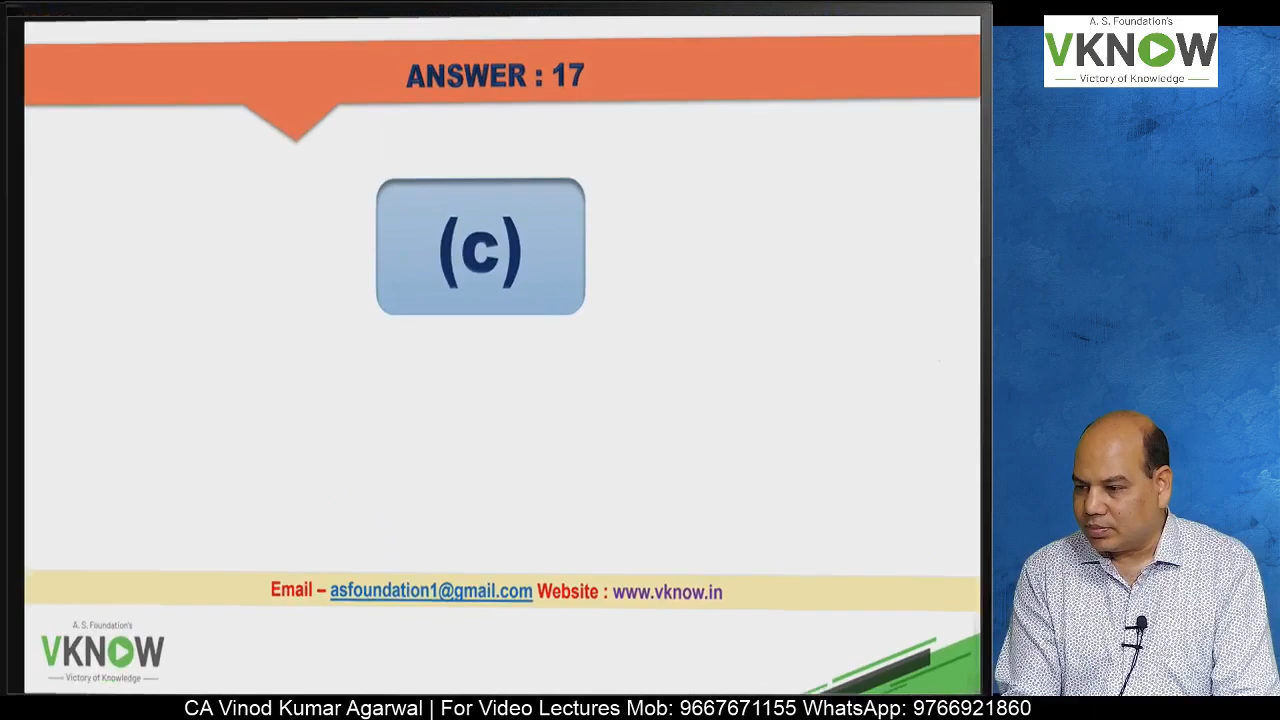 A. S. Foundation's
VKNOW
Victory of Knowledge
ANSWER : 17
(c)
Email – asfoundation1@gmail.com Website : www.vknow.in
A. S. Foundation's
VKNOW
Victory of Knowledge
CA Vinod Kumar Agarwal | For Video Lectures Mob: 9667671155 WhatsApp: 9766921860